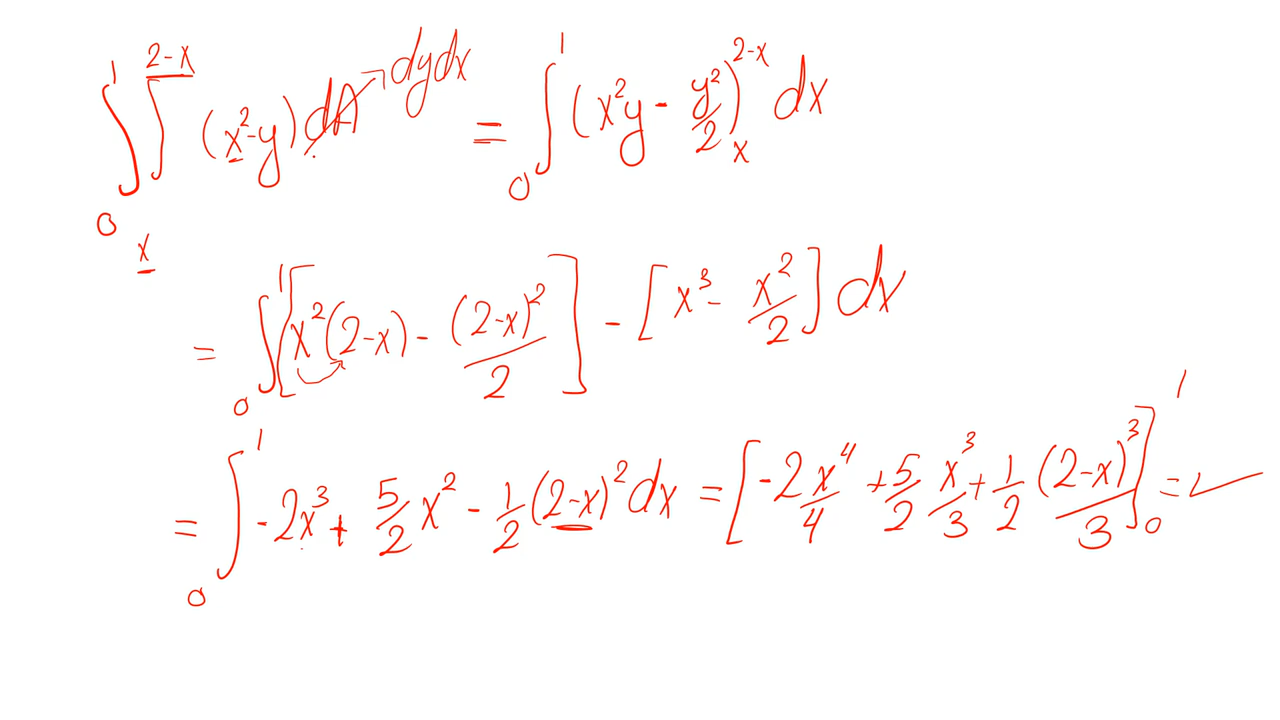 ∫₀¹ ∫ₓ^{2-x} (x²-y) dA → dydx = ∫₀¹ (x²y - y²/2)ₓ^{2-x} dx
= ∫₀¹ [x²(2-x) - (2-x)²/2] - [x³ - x²/2] dx
= ∫₀¹ -2x³ + 5/2 x² - 1/2 (2-x)² dx = [-2x⁴/4 + 5/2 x³/3 + 1/2 (2-x)³/3]₀¹ = ✓